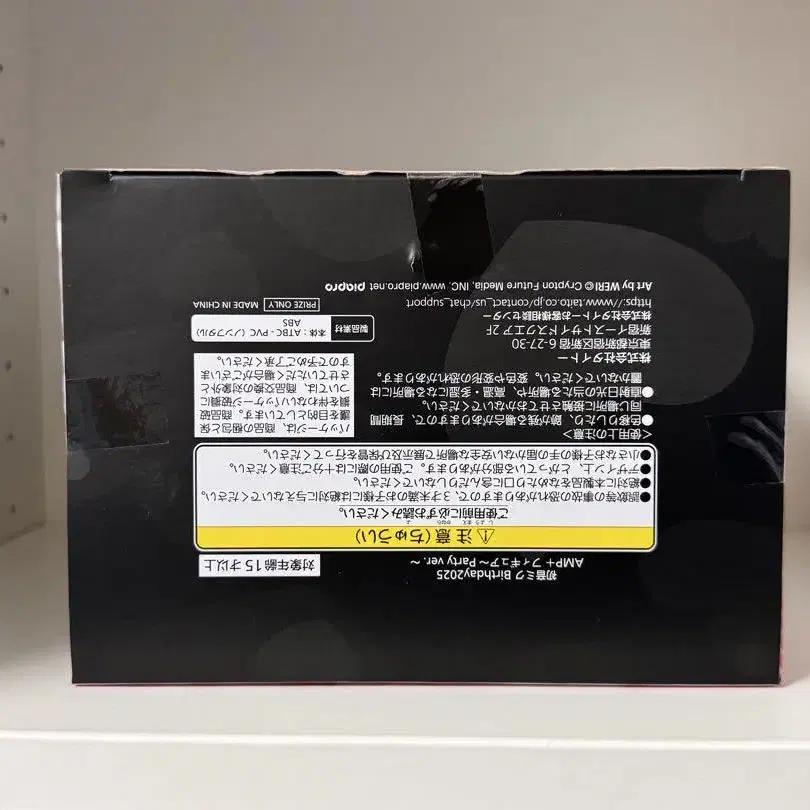 初音ミク Birthday2025
AMP+ フィギュア～Party ver.～
対象年齢15才以上
⚠ 注意(ちゅうい)
ご使用前に必ずお読みください。
●誤飲等の事故の恐れがありますので、3才未満のお子様には絶対に与えないでください。
●絶対に本製品をなめたり口に含んだりしないでください。
●デザイン上、とがっている部分があります。ご使用の際には十分ご注意ください。
●小さなお子様の手の届かない安全な場所で展示及び保管を行ってください。
<使用上の注意>
●色移りしたり、跡が残る場合がありますので、長期間、
同じ場所に接触させておかないでください。
●直射日光の当たる場所や、高温・多湿になる場所には
置かないでください。変色や変形の恐れがあります。
パッケージは、商品の梱包と保
護を目的としています。商品破
損を伴わないパッケージ破損に
ついては、商品交換の対象外と
させていただく場合がございま
すので予めご了承ください。
株式会社タイトー
東京都新宿区新宿6-27-30
新宿イーストサイドスクエア2F
株式会社タイトーサポートお客様相談センター
https://www.taito.co.jp/contact_us/chat_support
製品素材
本体:ATBC-PVC(ノンフタル)
ABS
PRIZE ONLY
MADE IN CHINA
Art by WERI © Crypton Future Media, INC. www.piapro.net piapro